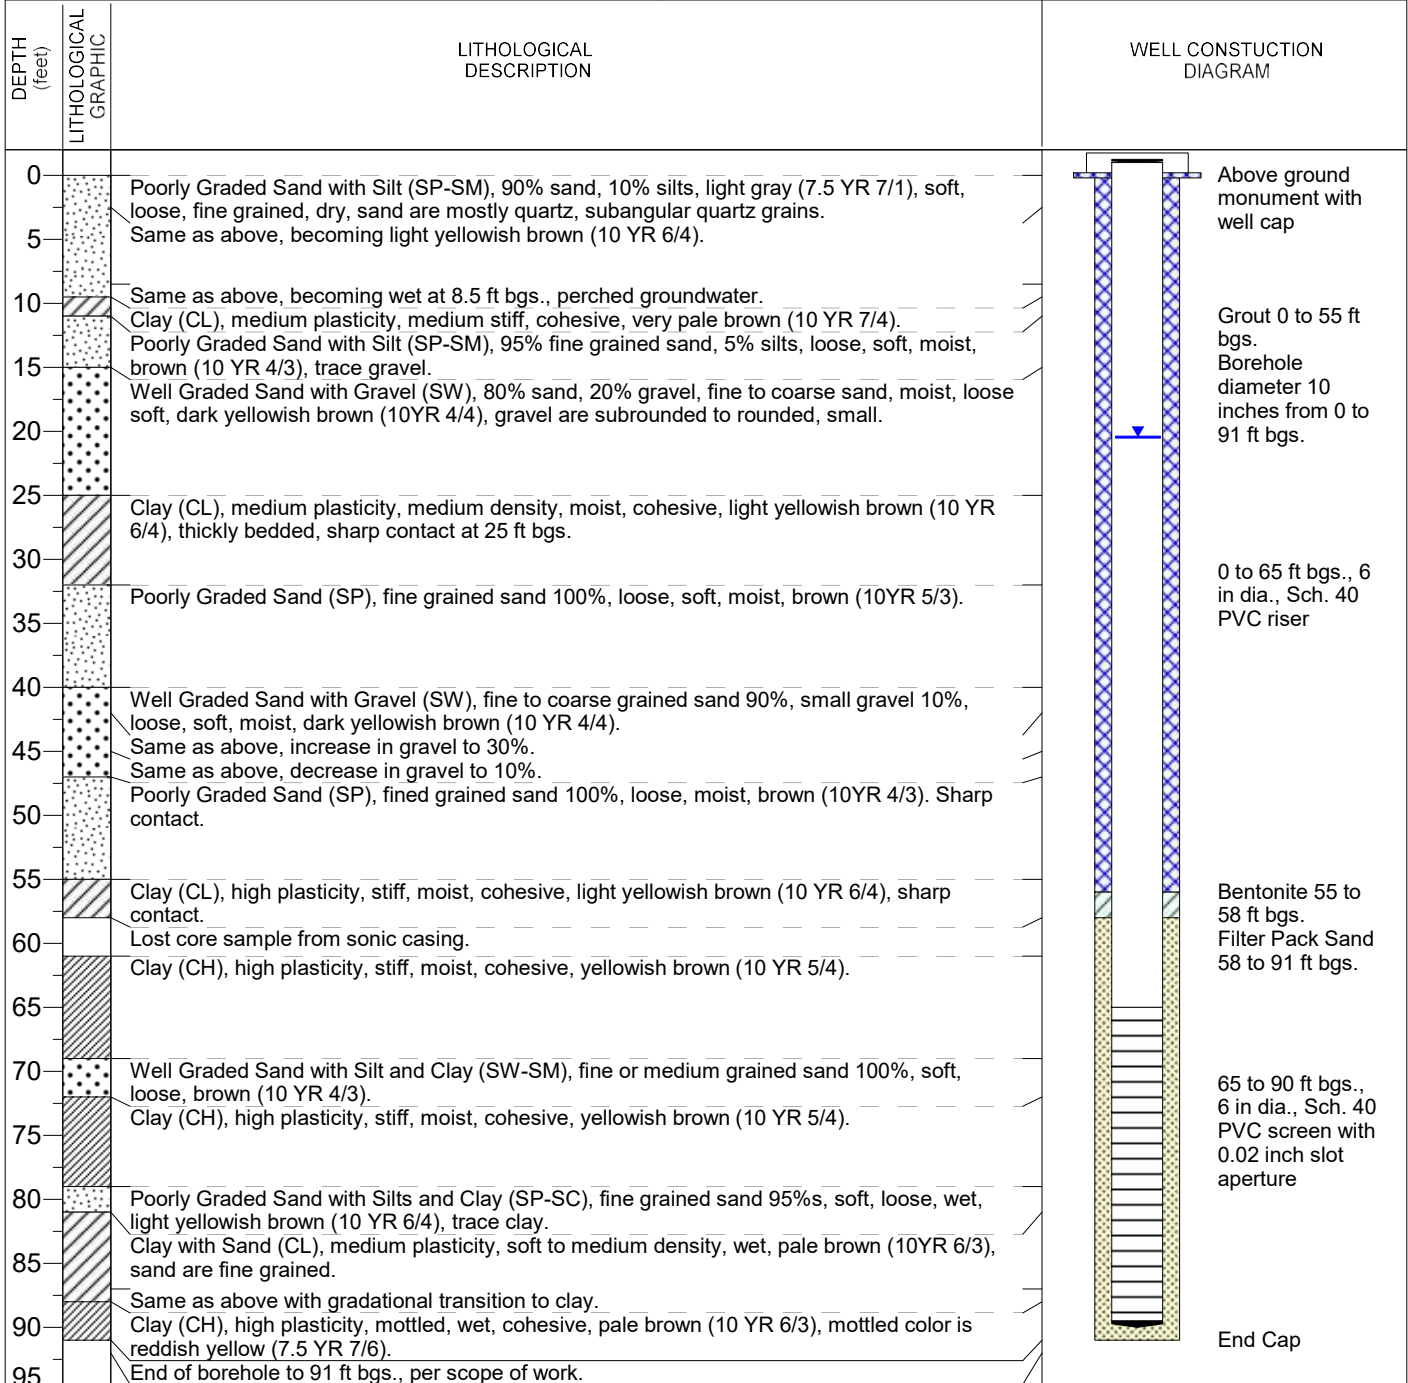 DEPTH
(feet)
LITHOLOGICAL
GRAPHIC
LITHOLOGICAL
DESCRIPTION
WELL CONSTUCTION
DIAGRAM
0
5
10
15
20
25
30
35
40
45
50
55
60
65
70
75
80
85
90
95
Poorly Graded Sand with Silt (SP-SM), 90% sand, 10% silts, light gray (7.5 YR 7/1), soft,
loose, fine grained, dry, sand are mostly quartz, subangular quartz grains.
Same as above, becoming light yellowish brown (10 YR 6/4).
Same as above, becoming wet at 8.5 ft bgs., perched groundwater.
Clay (CL), medium plasticity, medium stiff, cohesive, very pale brown (10 YR 7/4).
Poorly Graded Sand with Silt (SP-SM), 95% fine grained sand, 5% silts, loose, soft, moist,
brown (10 YR 4/3), trace gravel.
Well Graded Sand with Gravel (SW), 80% sand, 20% gravel, fine to coarse sand, moist, loose
soft, dark yellowish brown (10YR 4/4), gravel are subrounded to rounded, small.
Clay (CL), medium plasticity, medium density, moist, cohesive, light yellowish brown (10 YR
6/4), thickly bedded, sharp contact at 25 ft bgs.
Poorly Graded Sand (SP), fine grained sand 100%, loose, soft, moist, brown (10YR 5/3).
Well Graded Sand with Gravel (SW), fine to coarse grained sand 90%, small gravel 10%,
loose, soft, moist, dark yellowish brown (10 YR 4/4).
Same as above, increase in gravel to 30%.
Same as above, decrease in gravel to 10%.
Poorly Graded Sand (SP), fined grained sand 100%, loose, moist, brown (10YR 4/3). Sharp
contact.
Clay (CL), high plasticity, stiff, moist, cohesive, light yellowish brown (10 YR 6/4), sharp
contact.
Lost core sample from sonic casing.
Clay (CH), high plasticity, stiff, moist, cohesive, yellowish brown (10 YR 5/4).
Well Graded Sand with Silt and Clay (SW-SM), fine or medium grained sand 100%, soft,
loose, brown (10 YR 4/3).
Clay (CH), high plasticity, stiff, moist, cohesive, yellowish brown (10 YR 5/4).
Poorly Graded Sand with Silts and Clay (SP-SC), fine grained sand 95%s, soft, loose, wet,
light yellowish brown (10 YR 6/4), trace clay.
Clay with Sand (CL), medium plasticity, soft to medium density, wet, pale brown (10YR 6/3),
sand are fine grained.
Same as above with gradational transition to clay.
Clay (CH), high plasticity, mottled, wet, cohesive, pale brown (10 YR 6/3), mottled color is
reddish yellow (7.5 YR 7/6).
End of borehole to 91 ft bgs., per scope of work.
Above ground
monument with
well cap
Grout 0 to 55 ft
bgs.
Borehole
diameter 10
inches from 0 to
91 ft bgs.
0 to 65 ft bgs., 6
in dia., Sch. 40
PVC riser
Bentonite 55 to
58 ft bgs.
Filter Pack Sand
58 to 91 ft bgs.
65 to 90 ft bgs.,
6 in dia., Sch. 40
PVC screen with
0.02 inch slot
aperture
End Cap